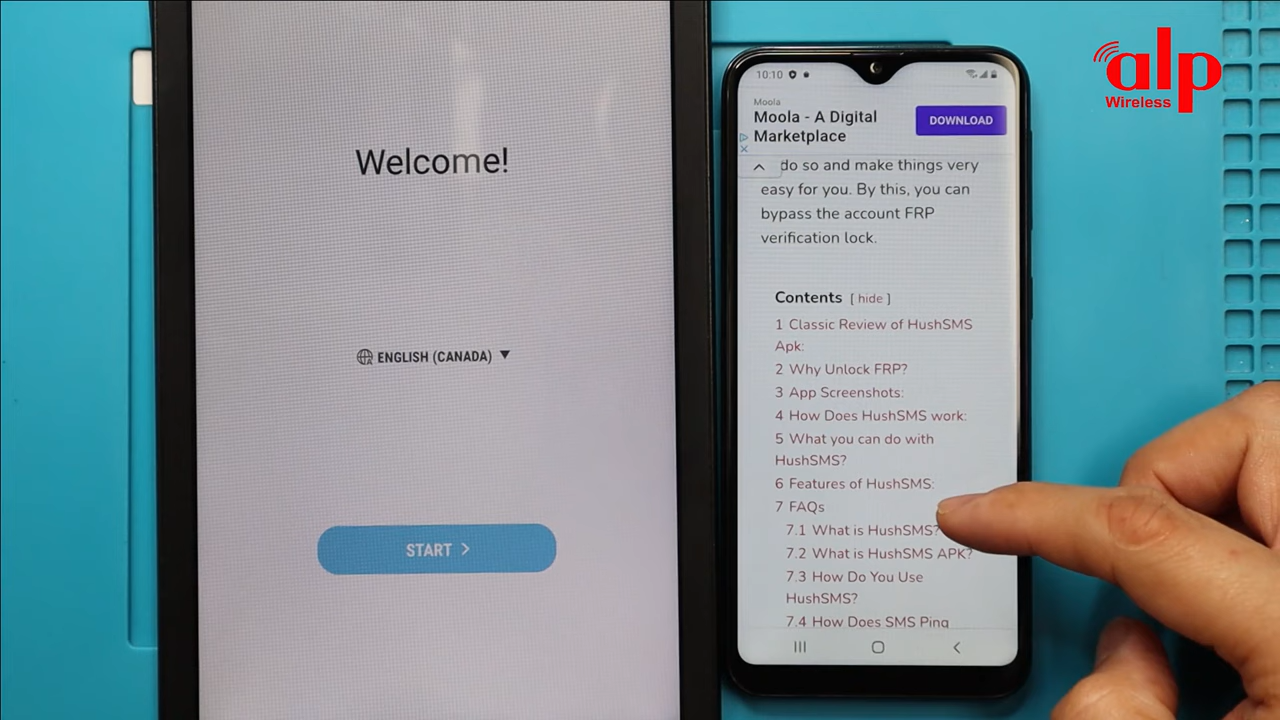 Welcome!
ENGLISH (CANADA) ▼
START >
alp
Wireless
10:10
Moola
Moola - A Digital
Marketplace
DOWNLOAD
do so and make things very
easy for you. By this, you can
bypass the account FRP
verification lock.
Contents [ hide ]
1 Classic Review of HushSMS
Apk:
2 Why Unlock FRP?
3 App Screenshots:
4 How Does HushSMS work:
5 What you can do with
HushSMS?
6 Features of HushSMS:
7 FAQs
7.1 What is HushSMS?
7.2 What is HushSMS APK?
7.3 How Do You Use
HushSMS?
7.4 How Does SMS Ping